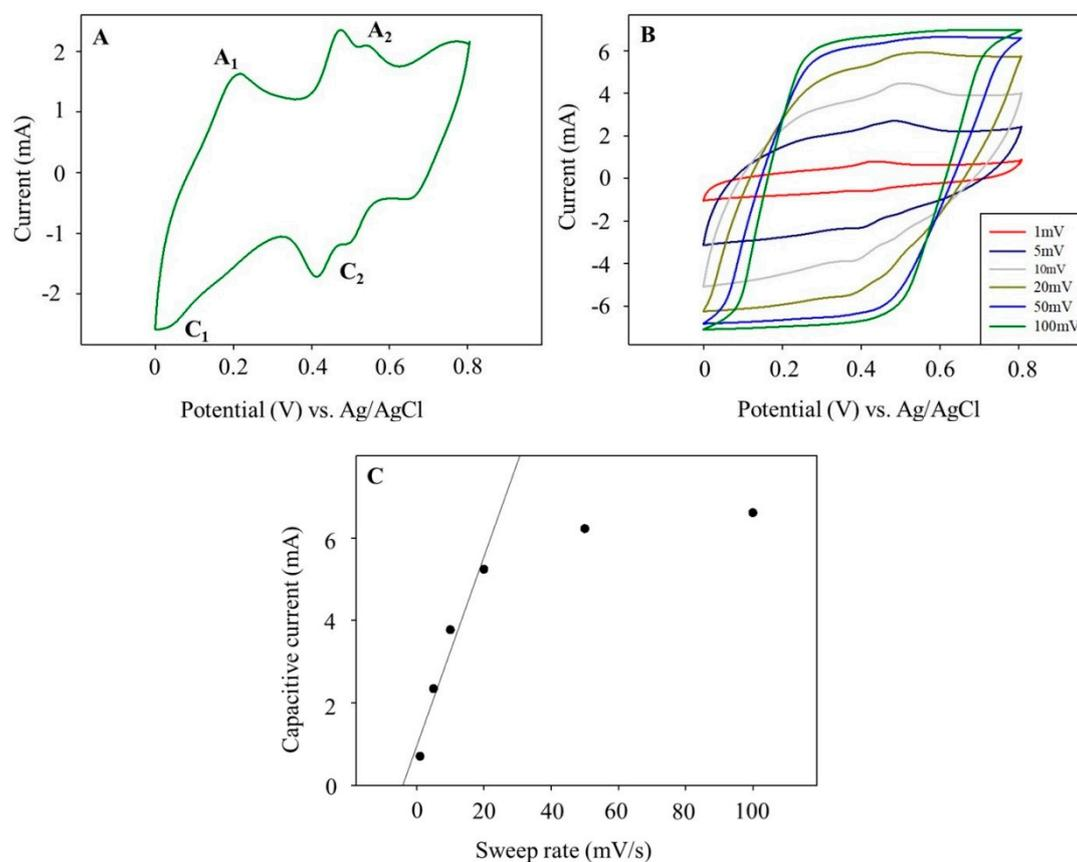 A
A1
A2
C1
C2
2
1
0
-1
-2
Current (mA)
0
0.2
0.4
0.6
0.8
Potential (V) vs. Ag/AgCl
B
6
4
2
0
-2
-4
-6
Current (mA)
0
0.2
0.4
0.6
0.8
Potential (V) vs. Ag/AgCl
1mV
5mV
10mV
20mV
50mV
100mV
C
6
4
2
0
Capacitive current (mA)
0
20
40
60
80
100
Sweep rate (mV/s)